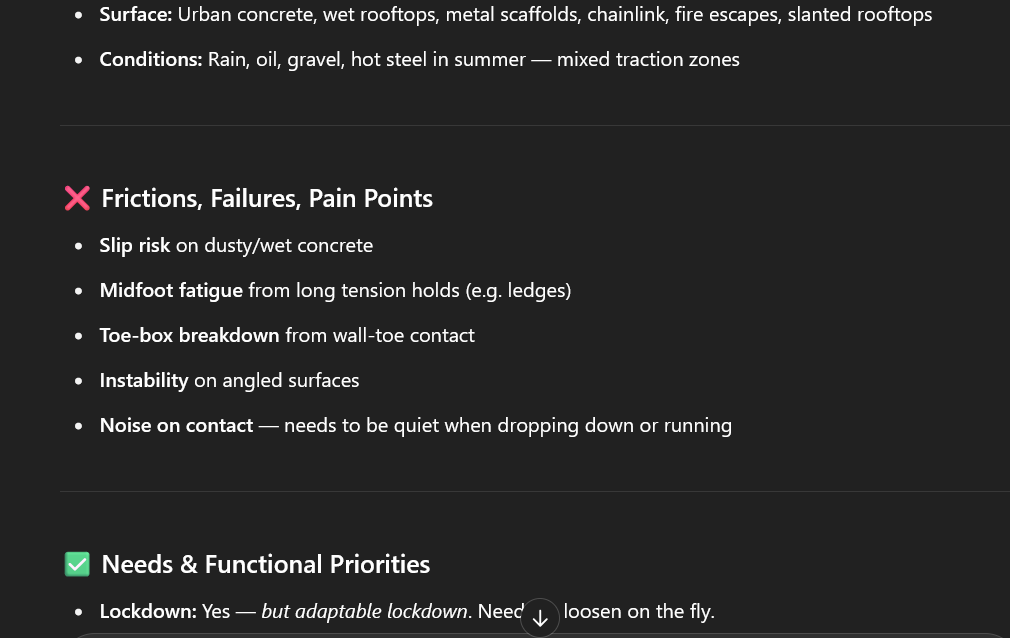 • Surface: Urban concrete, wet rooftops, metal scaffolds, chainlink, fire escapes, slanted rooftops
• Conditions: Rain, oil, gravel, hot steel in summer — mixed traction zones
❌ Frictions, Failures, Pain Points
• Slip risk on dusty/wet concrete
• Midfoot fatigue from long tension holds (e.g. ledges)
• Toe-box breakdown from wall-toe contact
• Instability on angled surfaces
• Noise on contact — needs to be quiet when dropping down or running
✅ Needs & Functional Priorities
• Lockdown: Yes — but adaptable lockdown. Need loosen on the fly.